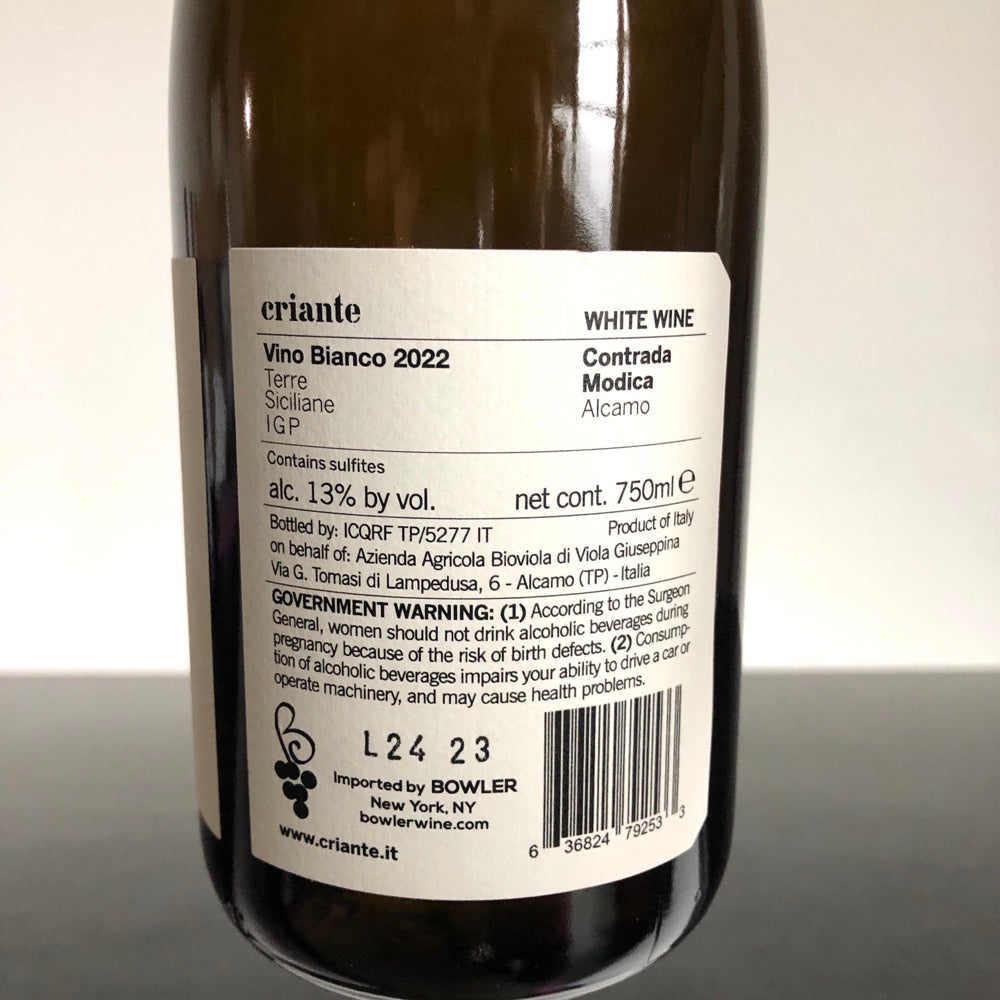 criante
WHITE WINE
Vino Bianco 2022
Terre
Siciliane
IGP
Contrada
Modica
Alcamo
Contains sulfites
alc. 13% by vol.
net cont. 750ml ℮
Bottled by: ICQRF TP/5277 IT
Product of Italy
on behalf of: Azienda Agricola Bioviola di Viola Giuseppina
Via G. Tomasi di Lampedusa, 6 - Alcamo (TP) - Italia
GOVERNMENT WARNING: (1) According to the Surgeon
General, women should not drink alcoholic beverages during
pregnancy because of the risk of birth defects. (2) Consump-
tion of alcoholic beverages impairs your ability to drive a car or
operate machinery, and may cause health problems.
L24 23
Imported by BOWLER
New York, NY
bowlerwine.com
www.criante.it
6 36824 79253 3